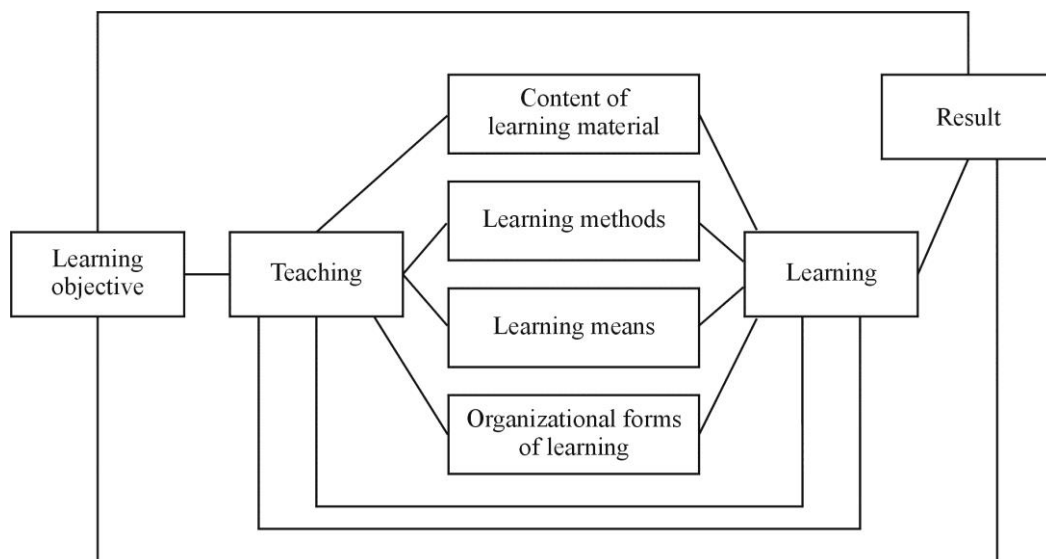 Content of
learning material
Result
Learning methods
Learning
objective
Teaching
Learning
Learning means
Organizational forms
of learning